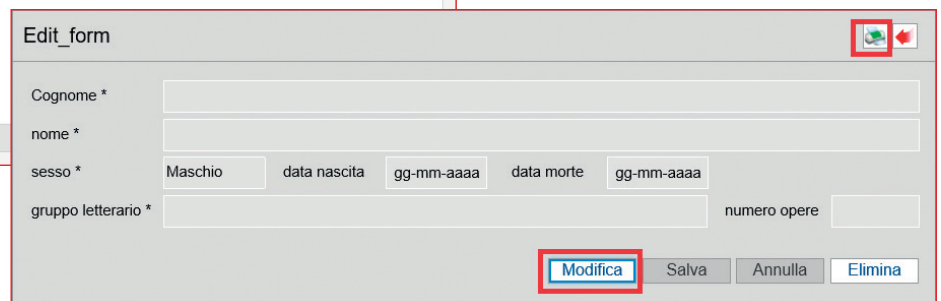 Edit_form
Cognome *
nome *
sesso * Maschio data nascita gg-mm-aaaa data morte gg-mm-aaaa
gruppo letterario * numero opere
Modifica Salva Annulla Elimina